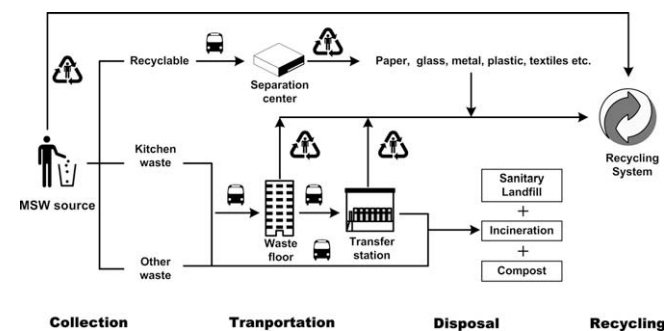 Recyclable
Separation
center
Paper, glass, metal, plastic, textiles etc.
Recycling
System
MSW source
Kitchen
waste
Waste
floor
Transfer
station
Sanitary
Landfill
+
Incineration
+
Compost
Other
waste
Collection
Tranportation
Disposal
Recycling